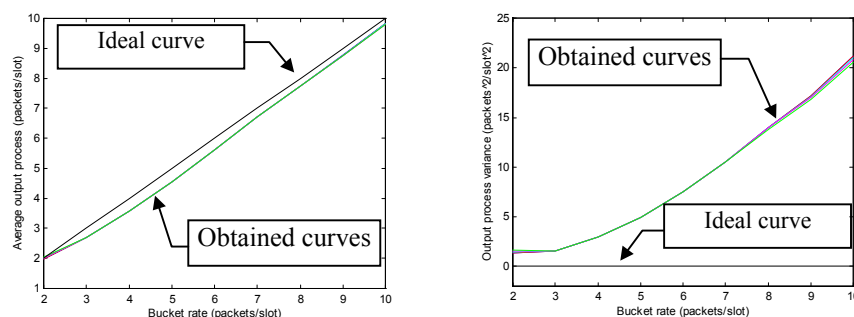 10
9
8
7
6
5
4
3
2
1
Average output process (packets/slot)
Ideal curve
Obtained curves
2 3 4 5 6 7 8 9 10
Bucket rate (packets/slot)
25
20
15
10
5
0
Output process variance (packets^2/slot^2)
Obtained curves
Ideal curve
2 3 4 5 6 7 8 9 10
Bucket rate (packets/slot)